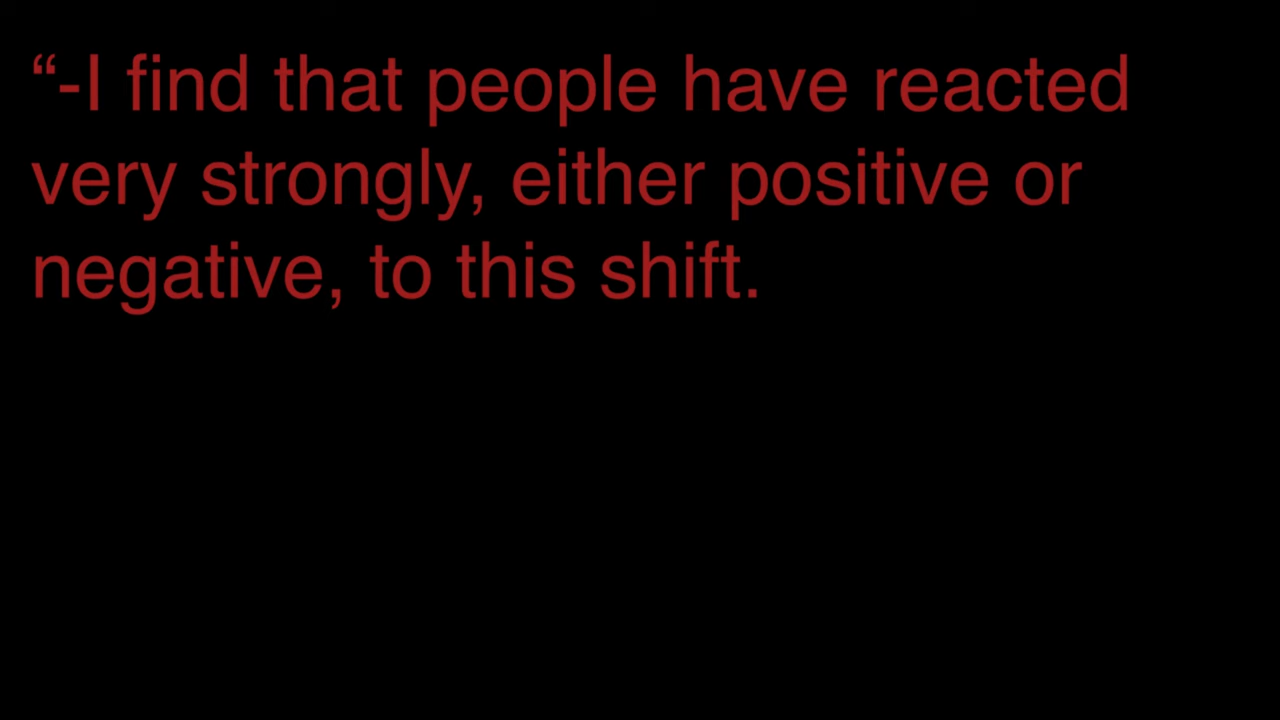 “-I find that people have reacted
very strongly, either positive or
negative, to this shift.